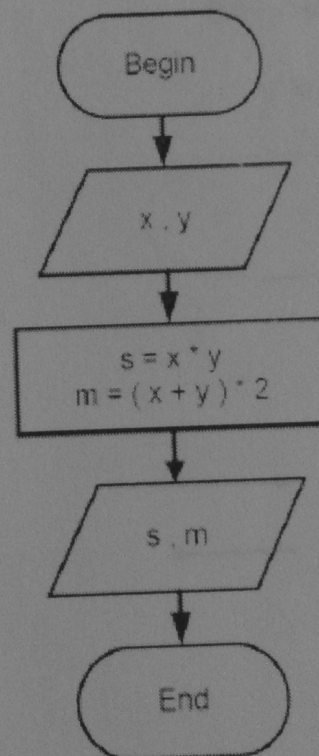 Begin
x , y
s = x * y
m = ( x + y ) * 2
s , m
End